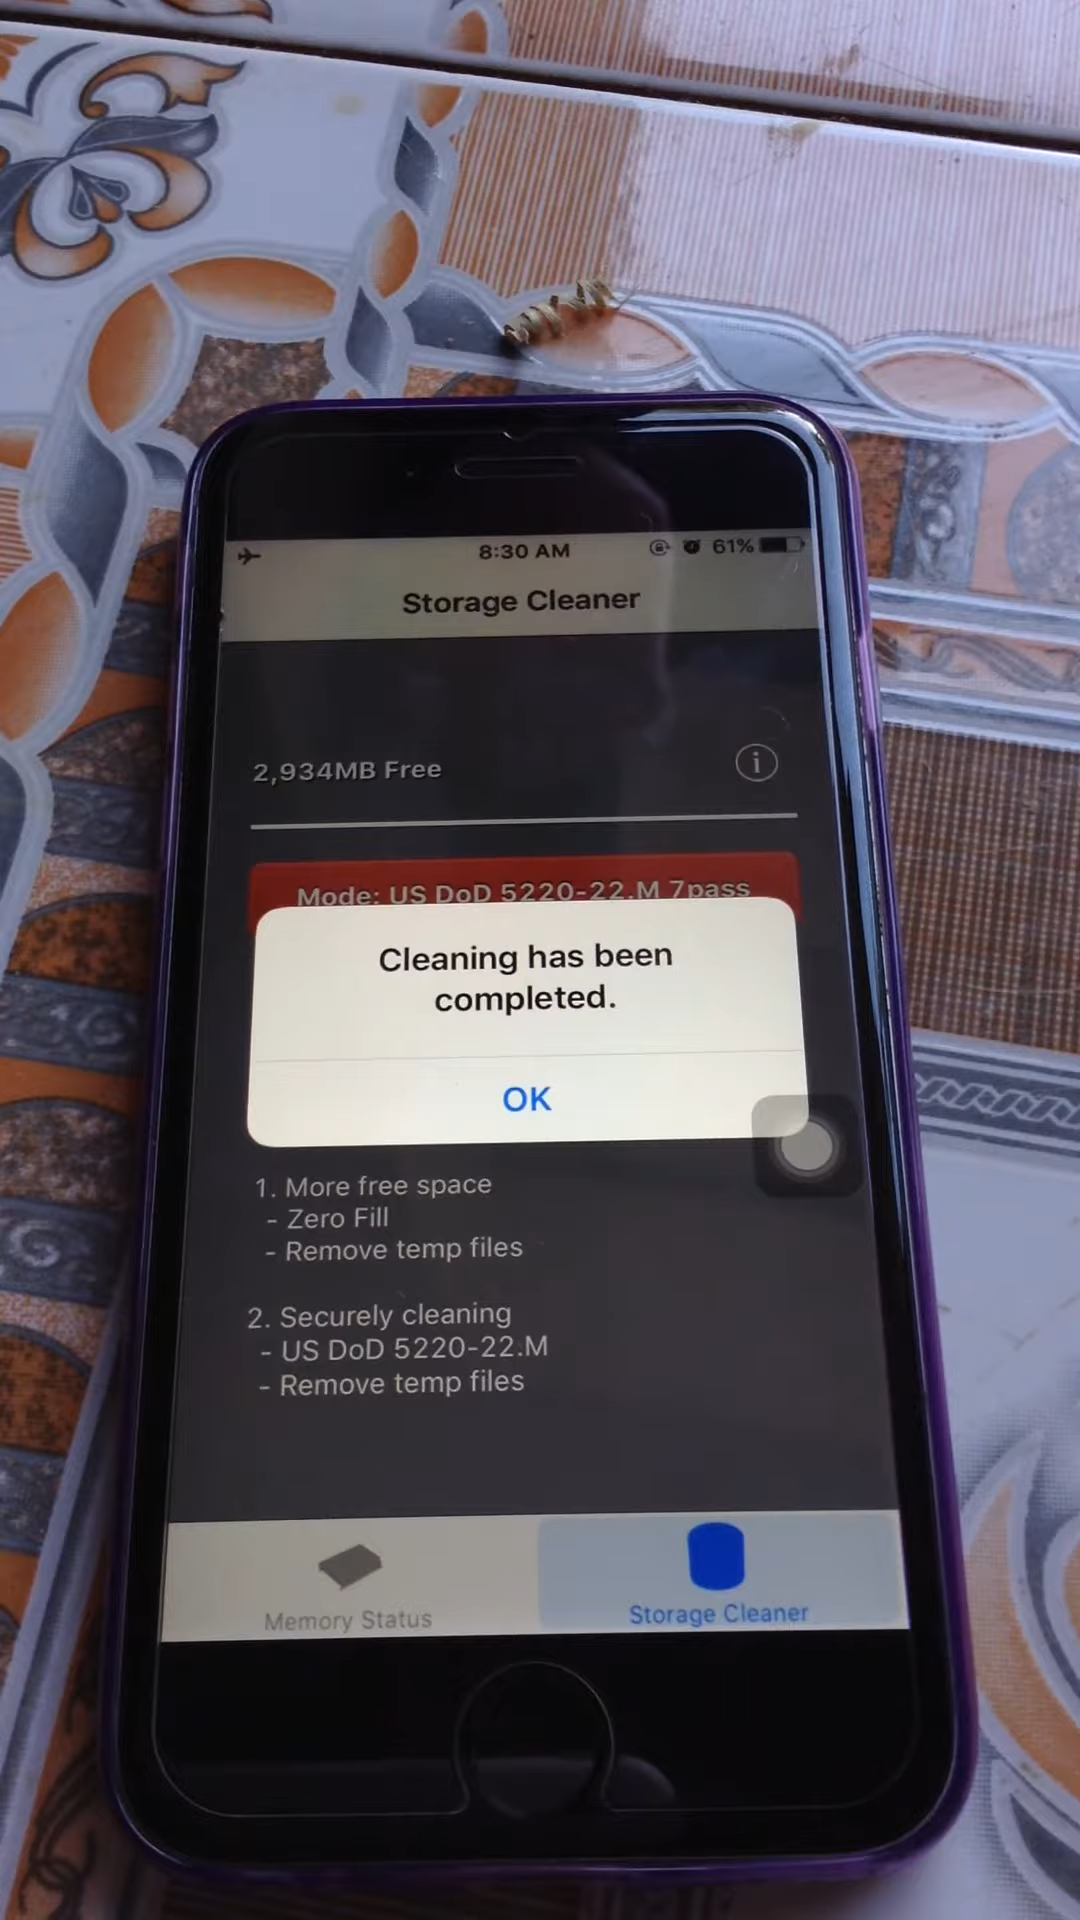 8:30 AM
61%
Storage Cleaner
2,934MB Free
i
Mode: US DoD 5220-22.M 7pass
Cleaning has been
completed.
OK
1. More free space
- Zero Fill
- Remove temp files
2. Securely cleaning
- US DoD 5220-22.M
- Remove temp files
Memory Status
Storage Cleaner